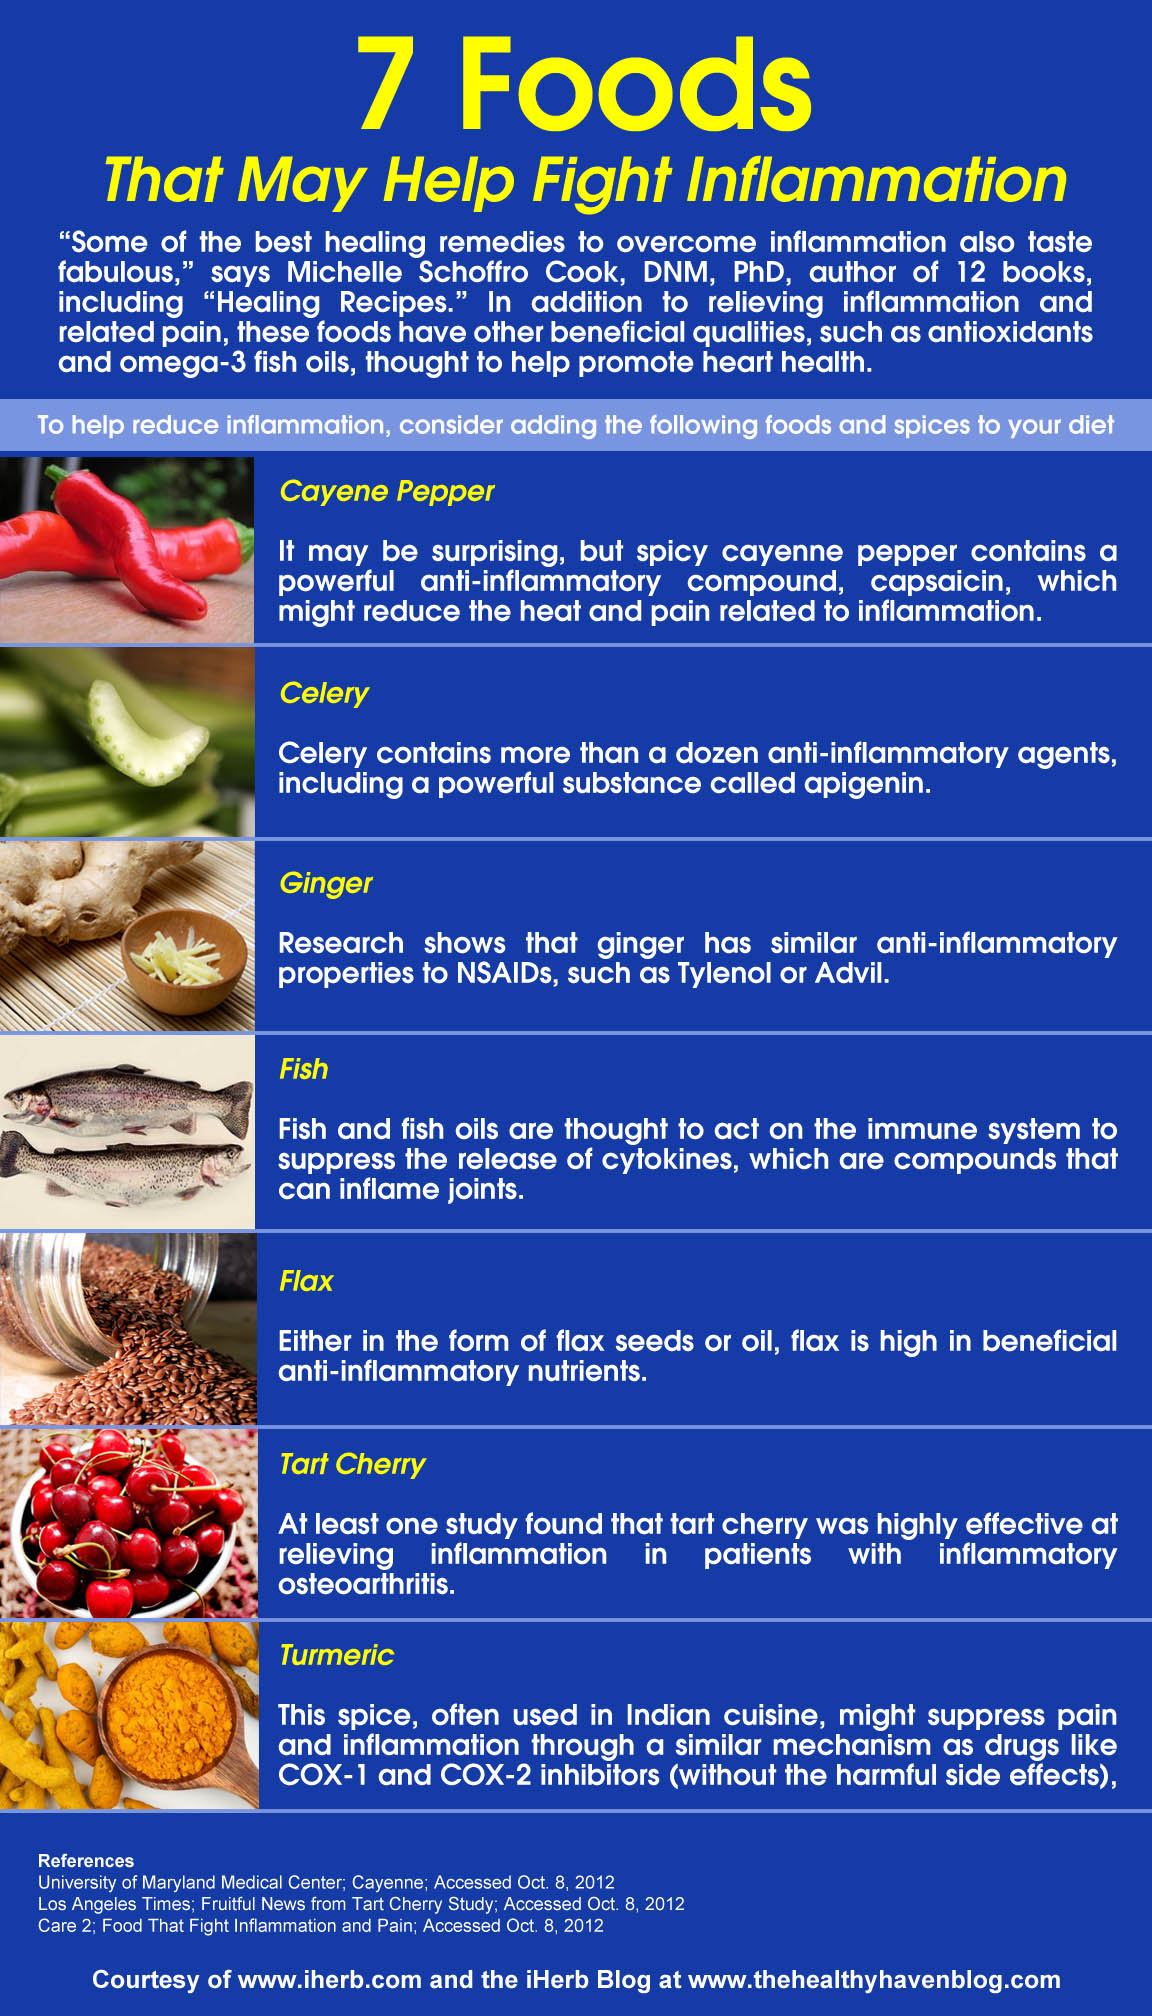 7 Foods
That May Help Fight Inflammation
“Some of the best healing remedies to overcome inflammation also taste
fabulous,” says Michelle Schoffro Cook, DNM, PhD, author of 12 books,
including “Healing Recipes.” In addition to relieving inflammation and
related pain, these foods have other beneficial qualities, such as antioxidants
and omega-3 fish oils, thought to help promote heart health.
To help reduce inflammation, consider adding the following foods and spices to your diet
Cayene Pepper
It may be surprising, but spicy cayenne pepper contains a
powerful anti-inflammatory compound, capsaicin, which
might reduce the heat and pain related to inflammation.
Celery
Celery contains more than a dozen anti-inflammatory agents,
including a powerful substance called apigenin.
Ginger
Research shows that ginger has similar anti-inflammatory
properties to NSAIDs, such as Tylenol or Advil.
Fish
Fish and fish oils are thought to act on the immune system to
suppress the release of cytokines, which are compounds that
can inflame joints.
Flax
Either in the form of flax seeds or oil, flax is high in beneficial
anti-inflammatory nutrients.
Tart Cherry
At least one study found that tart cherry was highly effective at
relieving inflammation in patients with inflammatory
osteoarthritis.
Turmeric
This spice, often used in Indian cuisine, might suppress pain
and inflammation through a similar mechanism as drugs like
COX-1 and COX-2 inhibitors (without the harmful side effects),
References
University of Maryland Medical Center; Cayenne; Accessed Oct. 8, 2012
Los Angeles Times; Fruitful News from Tart Cherry Study; Accessed Oct. 8, 2012
Care 2; Food That Fight Inflammation and Pain; Accessed Oct. 8, 2012
Courtesy of www.iherb.com and the iHerb Blog at www.thehealthyhavenblog.com